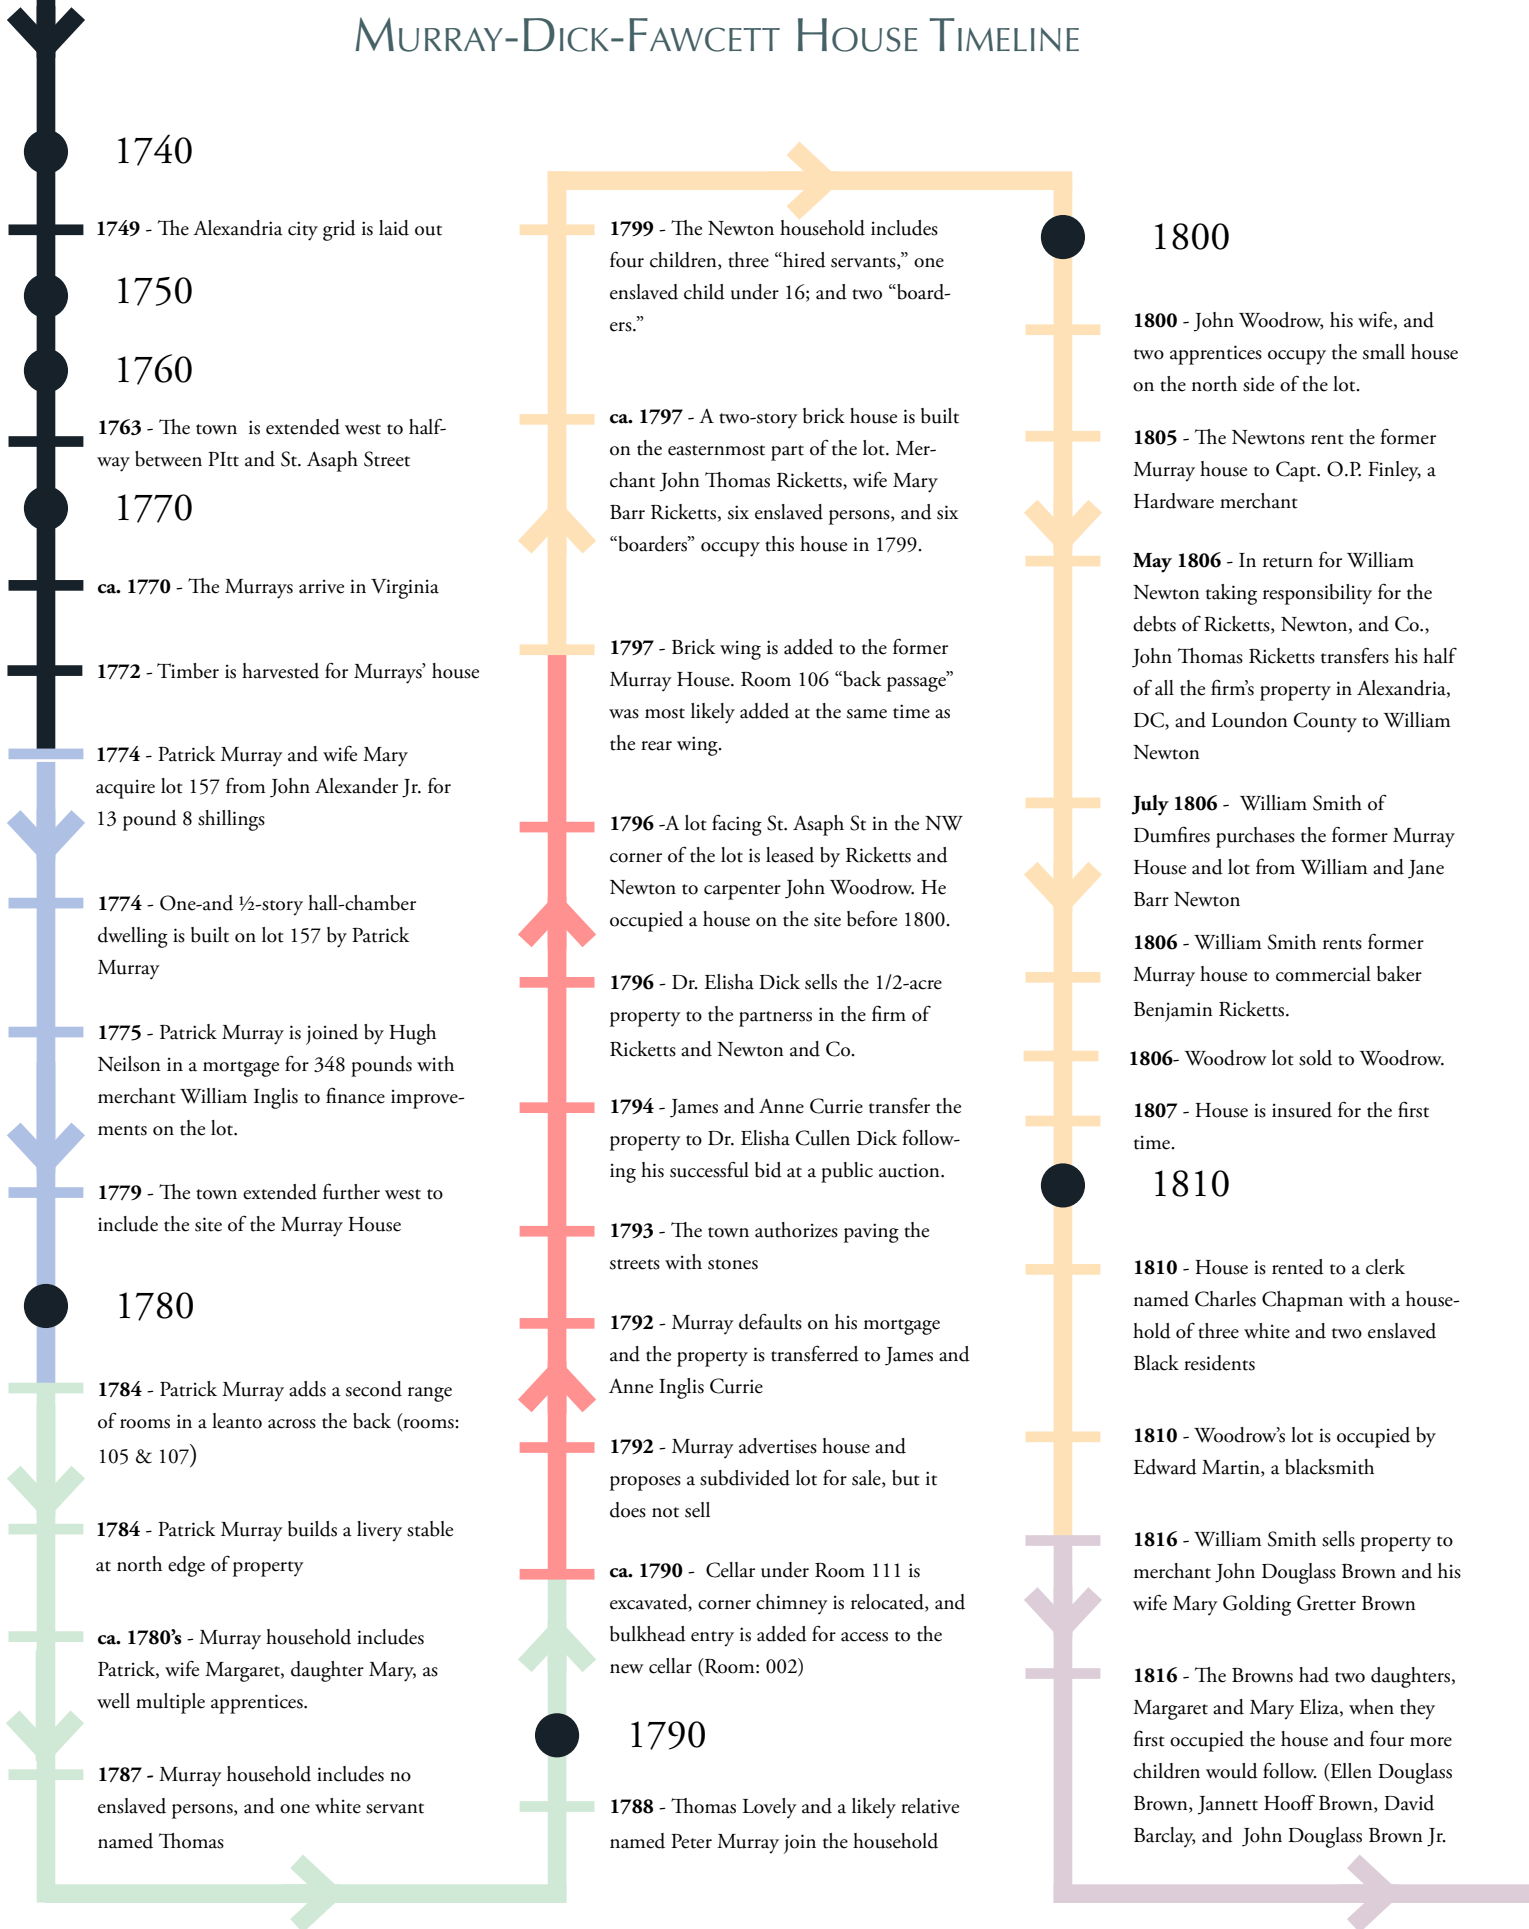 Murray-Dick-Fawcett House Timeline
1740
1749 - The Alexandria city grid is laid out
1750
1760
1763 - The town  is extended west to half-
way between PItt and St. Asaph Street
1770
ca. 1770 - The Murrays arrive in Virginia
1772 - Timber is harvested for Murrays' house
1774 - Patrick Murray and wife Mary
acquire lot 157 from John Alexander Jr. for
13 pound 8 shillings
1774 - One-and ½-story hall-chamber
dwelling is built on lot 157 by Patrick
Murray
1775 - Patrick Murray is joined by Hugh
Neilson in a mortgage for 348 pounds with
merchant William Inglis to finance improve-
ments on the lot.
1779 - The town extended further west to
include the site of the Murray House
1780
1784 - Patrick Murray adds a second range
of rooms in a leanto across the back (rooms:
105 & 107)
1784 - Patrick Murray builds a livery stable
at north edge of property
ca. 1780's - Murray household includes
Patrick, wife Margaret, daughter Mary, as
well multiple apprentices.
1787 - Murray household includes no
enslaved persons, and one white servant
named Thomas
1788 - Thomas Lovely and a likely relative
named Peter Murray join the household
1790
ca. 1790 -  Cellar under Room 111 is
excavated, corner chimney is relocated, and
bulkhead entry is added for access to the
new cellar (Room: 002)
1792 - Murray advertises house and
proposes a subdivided lot for sale, but it
does not sell
1792 - Murray defaults on his mortgage
and the property is transferred to James and
Anne Inglis Currie
1793 - The town authorizes paving the
streets with stones
1794 - James and Anne Currie transfer the
property to Dr. Elisha Cullen Dick follow-
ing his successful bid at a public auction.
1796 - Dr. Elisha Dick sells the 1/2-acre
property to the partnerss in the firm of
Ricketts and Newton and Co.
1796 -A lot facing St. Asaph St in the NW
corner of the lot is leased by Ricketts and
Newton to carpenter John Woodrow. He
occupied a house on the site before 1800.
1797 - Brick wing is added to the former
Murray House. Room 106 “back passage”
was most likely added at the same time as
the rear wing.
ca. 1797 - A two-story brick house is built
on the easternmost part of the lot. Mer-
chant John Thomas Ricketts, wife Mary
Barr Ricketts, six enslaved persons, and six
“boarders” occupy this house in 1799.
1799 - The Newton household includes
four children, three “hired servants,” one
enslaved child under 16; and two “board-
ers.”
1800
1800 - John Woodrow, his wife, and
two apprentices occupy the small house
on the north side of the lot.
1805 - The Newtons rent the former
Murray house to Capt. O.P. Finley, a
Hardware merchant
May 1806 - In return for William
Newton taking responsibility for the
debts of Ricketts, Newton, and Co.,
John Thomas Ricketts transfers his half
of all the firm's property in Alexandria,
DC, and Loundon County to William
Newton
July 1806 -  William Smith of
Dumfires purchases the former Murray
House and lot from William and Jane
Barr Newton
1806 - William Smith rents former
Murray house to commercial baker
Benjamin Ricketts.
1806- Woodrow lot sold to Woodrow.
1807 - House is insured for the first
time.
1810
1810 - House is rented to a clerk
named Charles Chapman with a house-
hold of three white and two enslaved
Black residents
1810 - Woodrow's lot is occupied by
Edward Martin, a blacksmith
1816 - William Smith sells property to
merchant John Douglass Brown and his
wife Mary Golding Gretter Brown
1816 - The Browns had two daughters,
Margaret and Mary Eliza, when they
first occupied the house and four more
children would follow. (Ellen Douglass
Brown, Jannett Hooff Brown, David
Barclay, and  John Douglass Brown Jr.